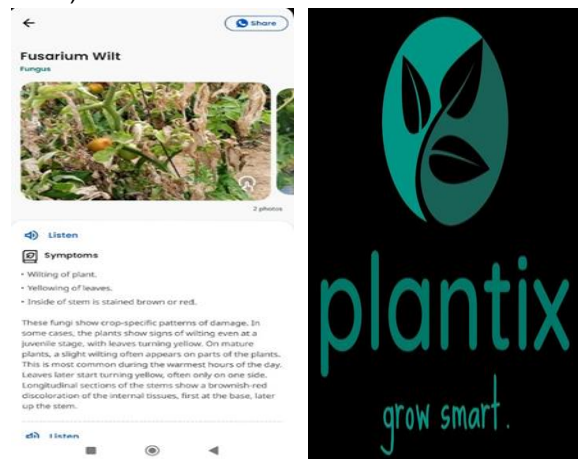 Share
Fusarium Wilt
Fungus
2 photos
Listen
Symptoms
• Wilting of plant.
• Yellowing of leaves.
• Inside of stem is stained brown or red.
These fungi show crop-specific patterns of damage. In
some cases, the plants show signs of wilting even at a
juvenile stage, with leaves turning yellow. On mature
plants, a slight wilting often appears on parts of the plants.
This is most common during the warmest hours of the day.
Leaves later start turning yellow, often only on one side.
Longitudinal sections of the stems show a brownish-red
discoloration of the internal tissues, first at the base, later
up the stem.
Listen
plantix
grow smart.